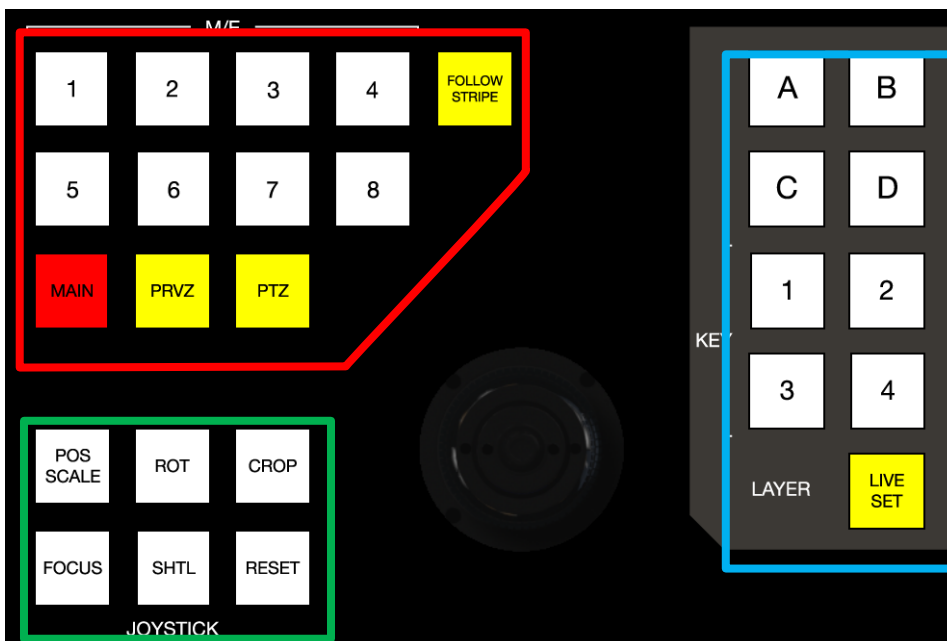 M/E
1 2 3 4 FOLLOW
STRIPE
5 6 7 8
MAIN PRVZ PTZ
POS
SCALE ROT CROP
FOCUS SHTL RESET
JOYSTICK
A B
C D
1 2
KEY
3 4
LAYER LIVE
SET